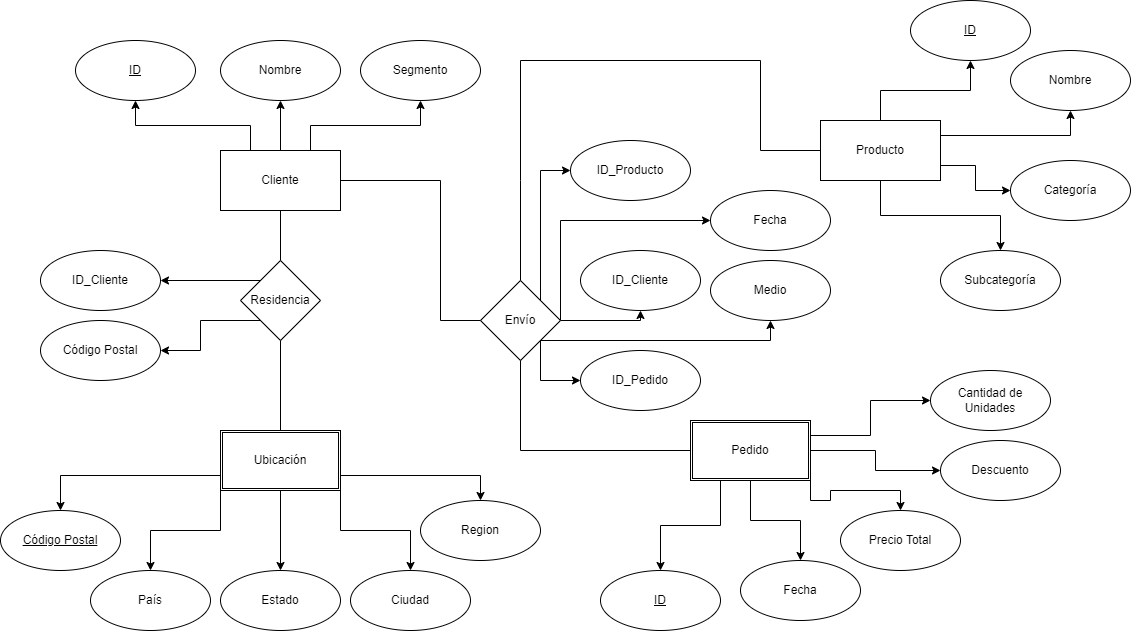 ID
Nombre
Segmento
Cliente
ID
Nombre
Producto
Categoría
Subcategoría
ID_Producto
Fecha
ID_Cliente
Medio
Envío
ID_Pedido
ID_Cliente
Residencia
Código Postal
Ubicación
Código Postal
País
Estado
Ciudad
Region
Pedido
Cantidad de
Unidades
Descuento
Precio Total
Fecha
ID